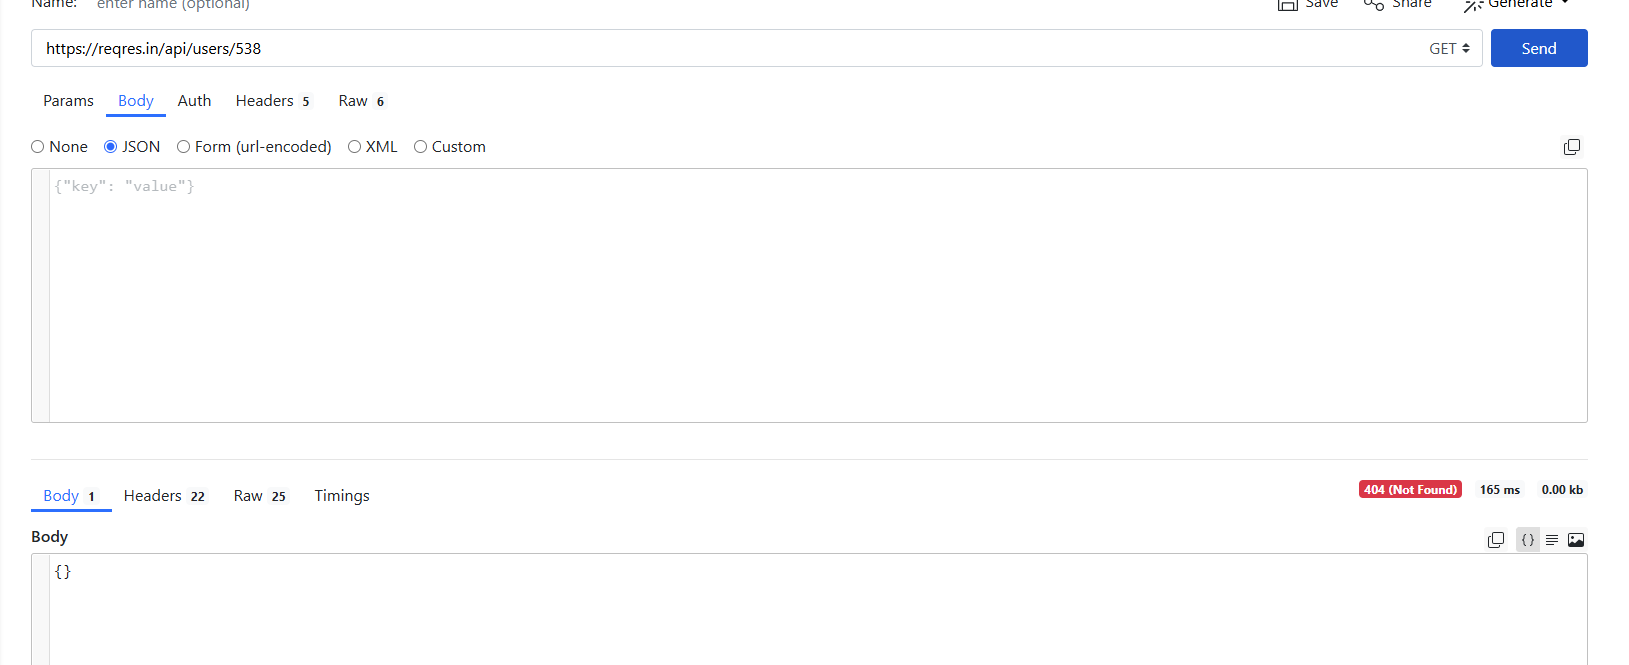 Name: enter name (optional) Save Share Generate
https://reqres.in/api/users/538 GET Send
Params Body Auth Headers 5 Raw 6
None JSON Form (url-encoded) XML Custom
{"key": "value"}
Body 1 Headers 22 Raw 25 Timings 404 (Not Found) 165 ms 0.00 kb
Body {}
{}